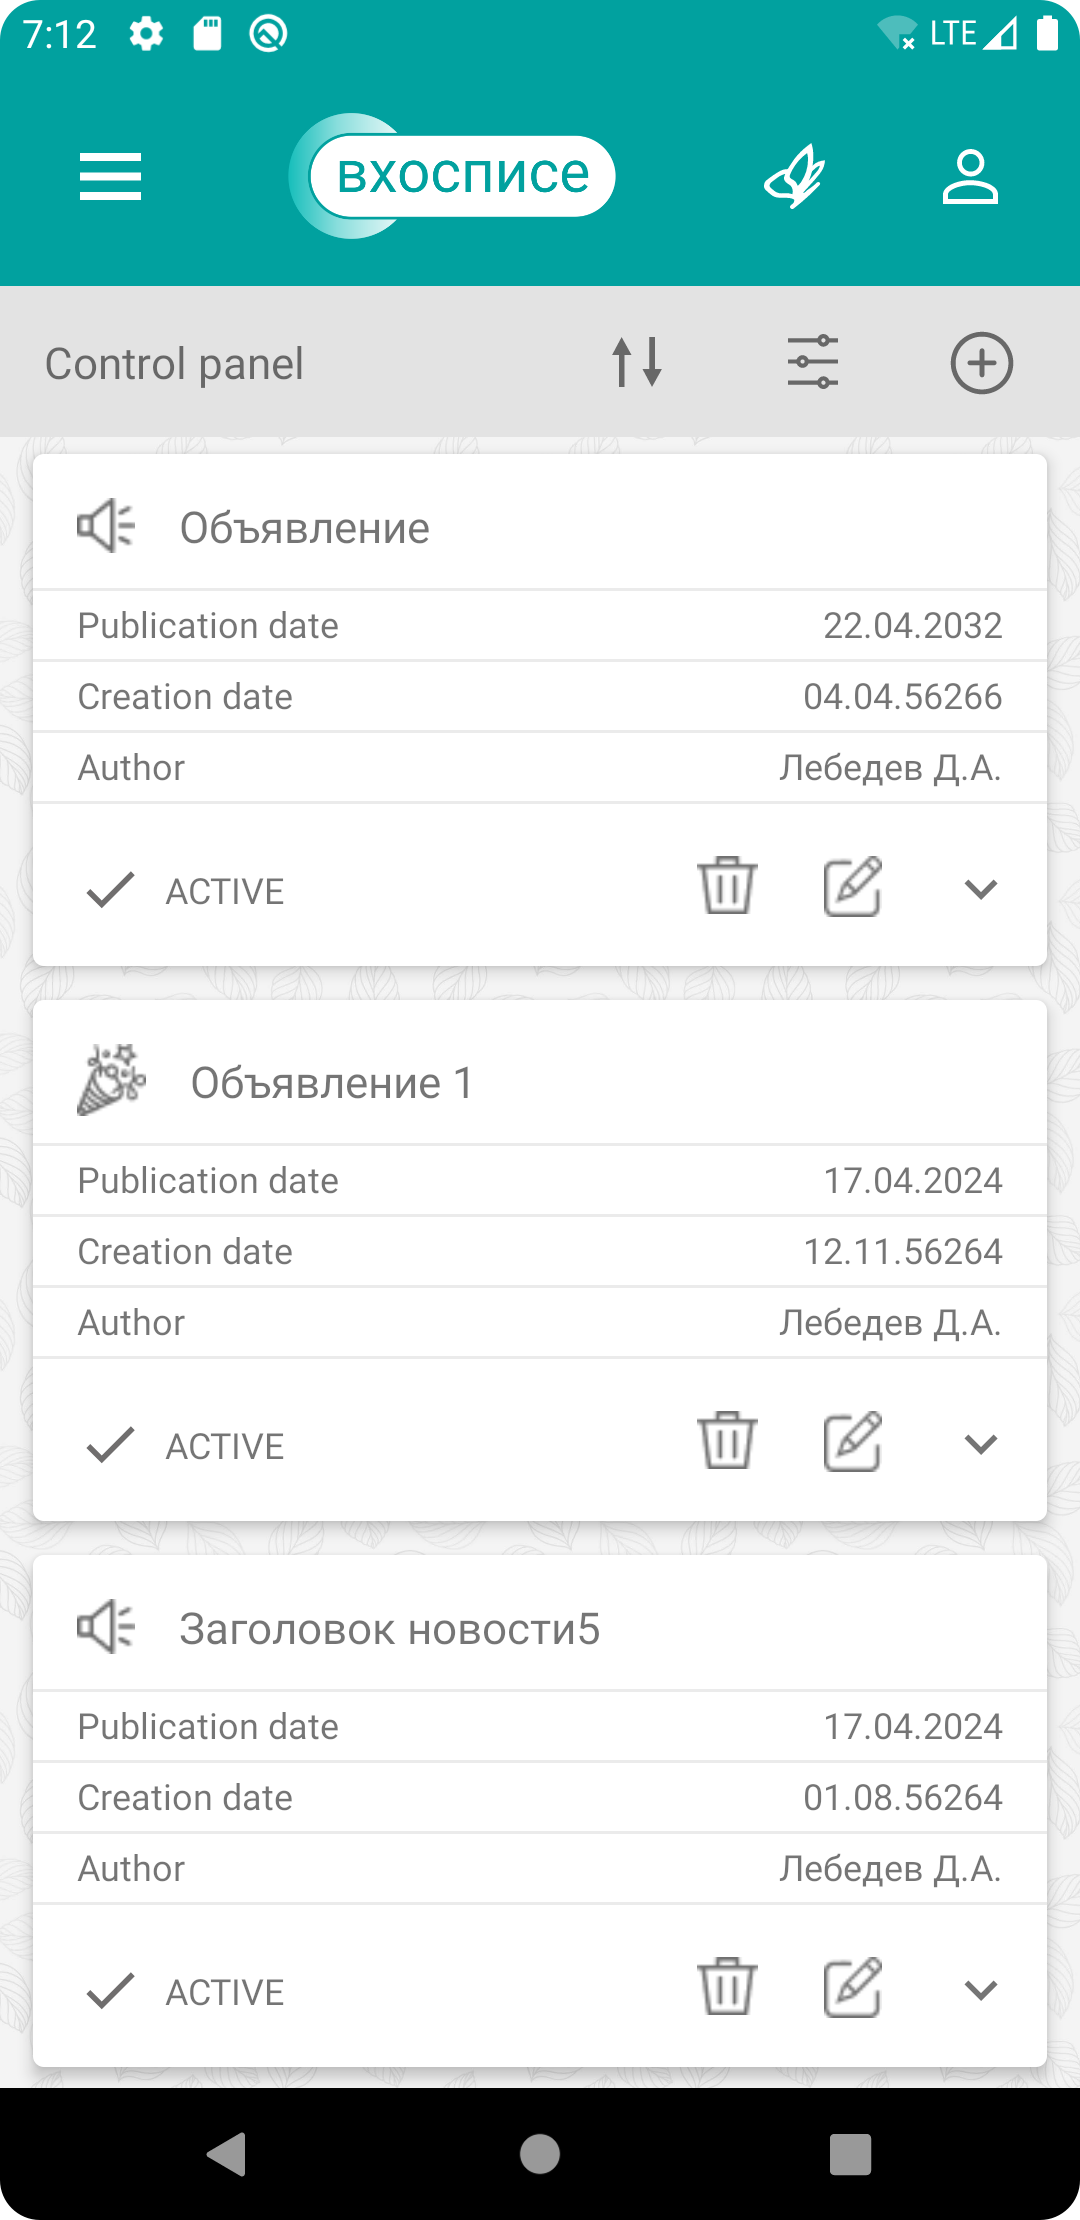 7:12 LTE
вхосписе
Control panel
Объявление
Publication date 22.04.2032
Creation date 04.04.56266
Author Лебедев Д.А.
ACTIVE
Объявление 1
Publication date 17.04.2024
Creation date 12.11.56264
Author Лебедев Д.А.
ACTIVE
Заголовок новости5
Publication date 17.04.2024
Creation date 01.08.56264
Author Лебедев Д.А.
ACTIVE